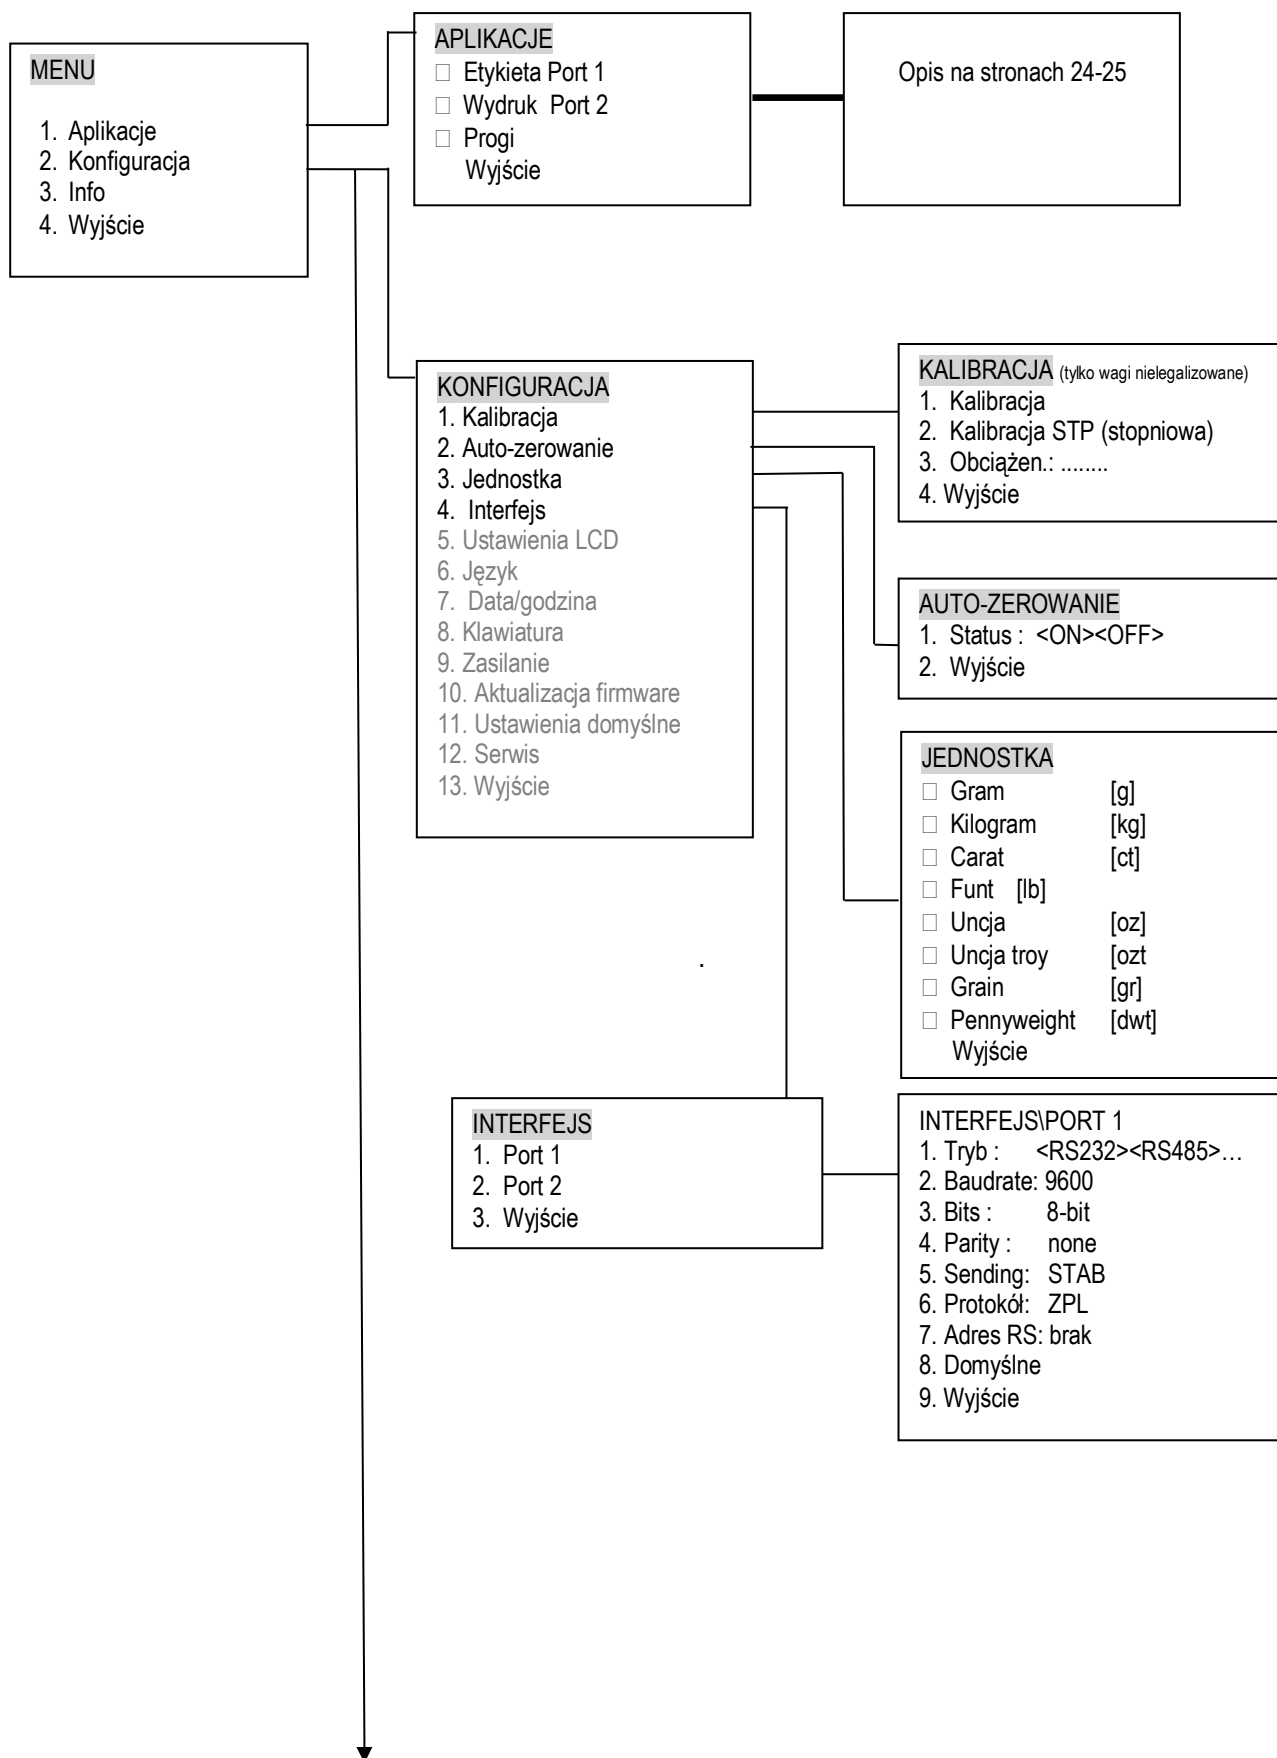 MENU
1. Aplikacje
2. Konfiguracja
3. Info
4. Wyjście
APLIKACJE
□ Etykieta Port 1
□ Wydruk Port 2
□ Progi
Wyjście
Opis na stronach 24-25
KONFIGURACJA
1. Kalibracja
2. Auto-zerowanie
3. Jednostka
4. Interfejs
5. Ustawienia LCD
6. Język
7. Data/godzina
8. Klawiatura
9. Zasilanie
10. Aktualizacja firmware
11. Ustawienia domyślne
12. Serwis
13. Wyjście
KALIBRACJA (tylko wagi nielegalizowane)
1. Kalibracja
2. Kalibracja STP (stopniowa)
3. Obciążen.: ........
4. Wyjście
AUTO-ZEROWANIE
1. Status : <ON><OFF>
2. Wyjście
JEDNOSTKA
□ Gram [g]
□ Kilogram [kg]
□ Carat [ct]
□ Funt [lb]
□ Uncja [oz]
□ Uncja troy [ozt
□ Grain [gr]
□ Pennyweight [dwt]
Wyjście
.
INTERFEJS
1. Port 1
2. Port 2
3. Wyjście
INTERFEJS\PORT 1
1. Tryb : <RS232><RS485>…
2. Baudrate: 9600
3. Bits : 8-bit
4. Parity : none
5. Sending: STAB
6. Protokół: ZPL
7. Adres RS: brak
8. Domyślne
9. Wyjście